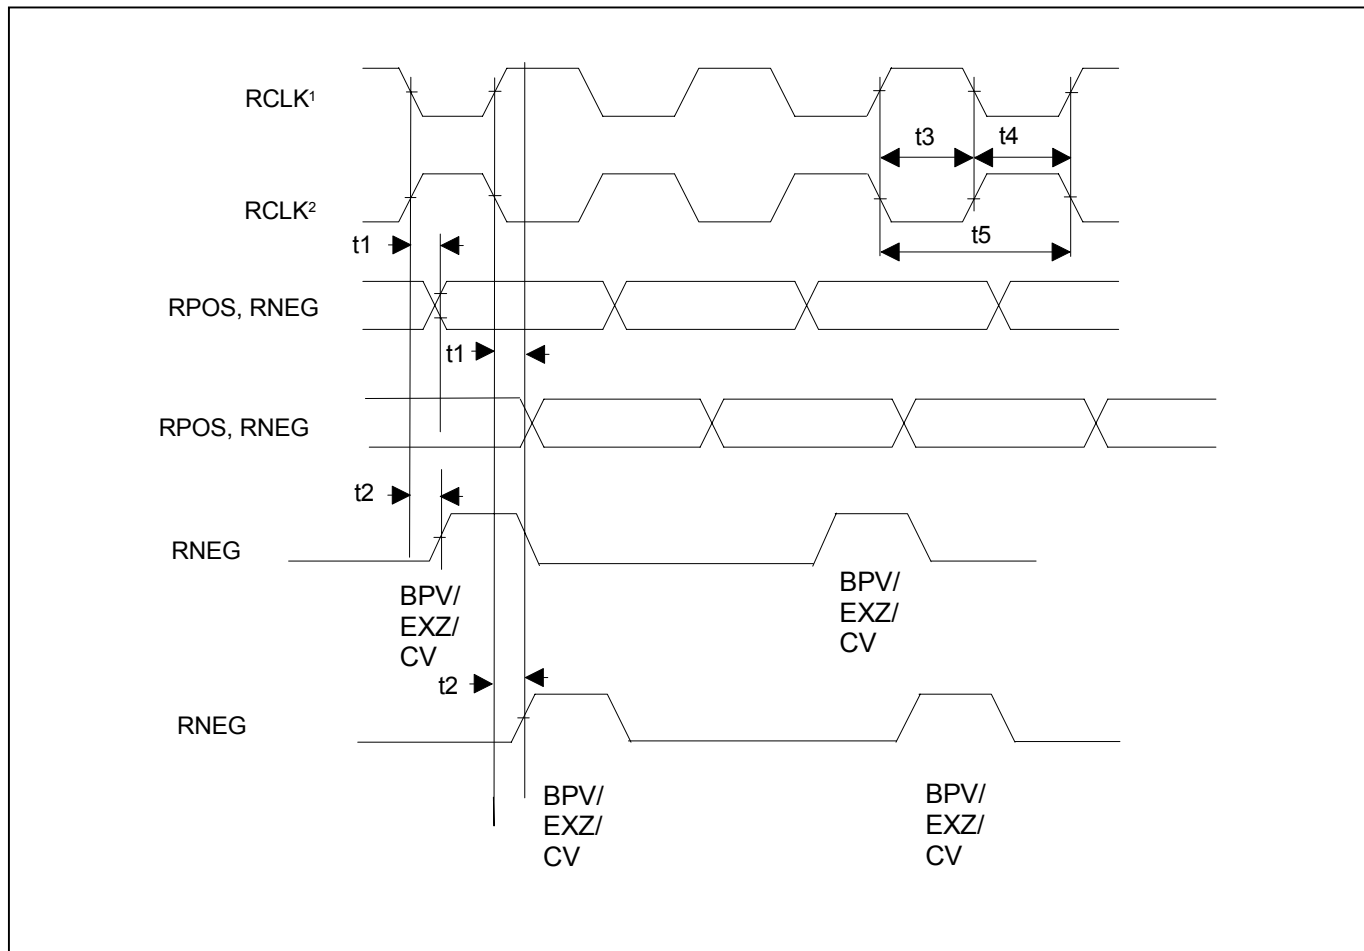 RCLK¹
t3
t4
RCLK²
t5
t1
RPOS, RNEG
t1
RPOS, RNEG
t2
RNEG
BPV/
EXZ/
CV
BPV/
EXZ/
CV
t2
RNEG
BPV/
EXZ/
CV
BPV/
EXZ/
CV